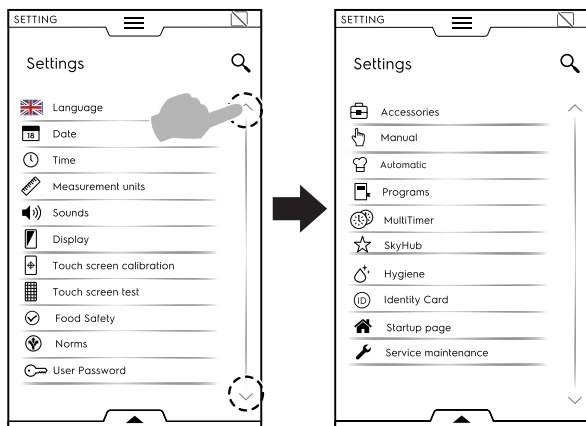 SETTING
Settings
Language
18
Date
Time
Measurement units
Sounds
Display
Touch screen calibration
Touch screen test
Food Safety
Norms
User Password
SETTING
Settings
Accessories
Manual
Automatic
Programs
MultiTimer
SkyHub
Hygiene
ID
Identity Card
Startup page
Service maintenance